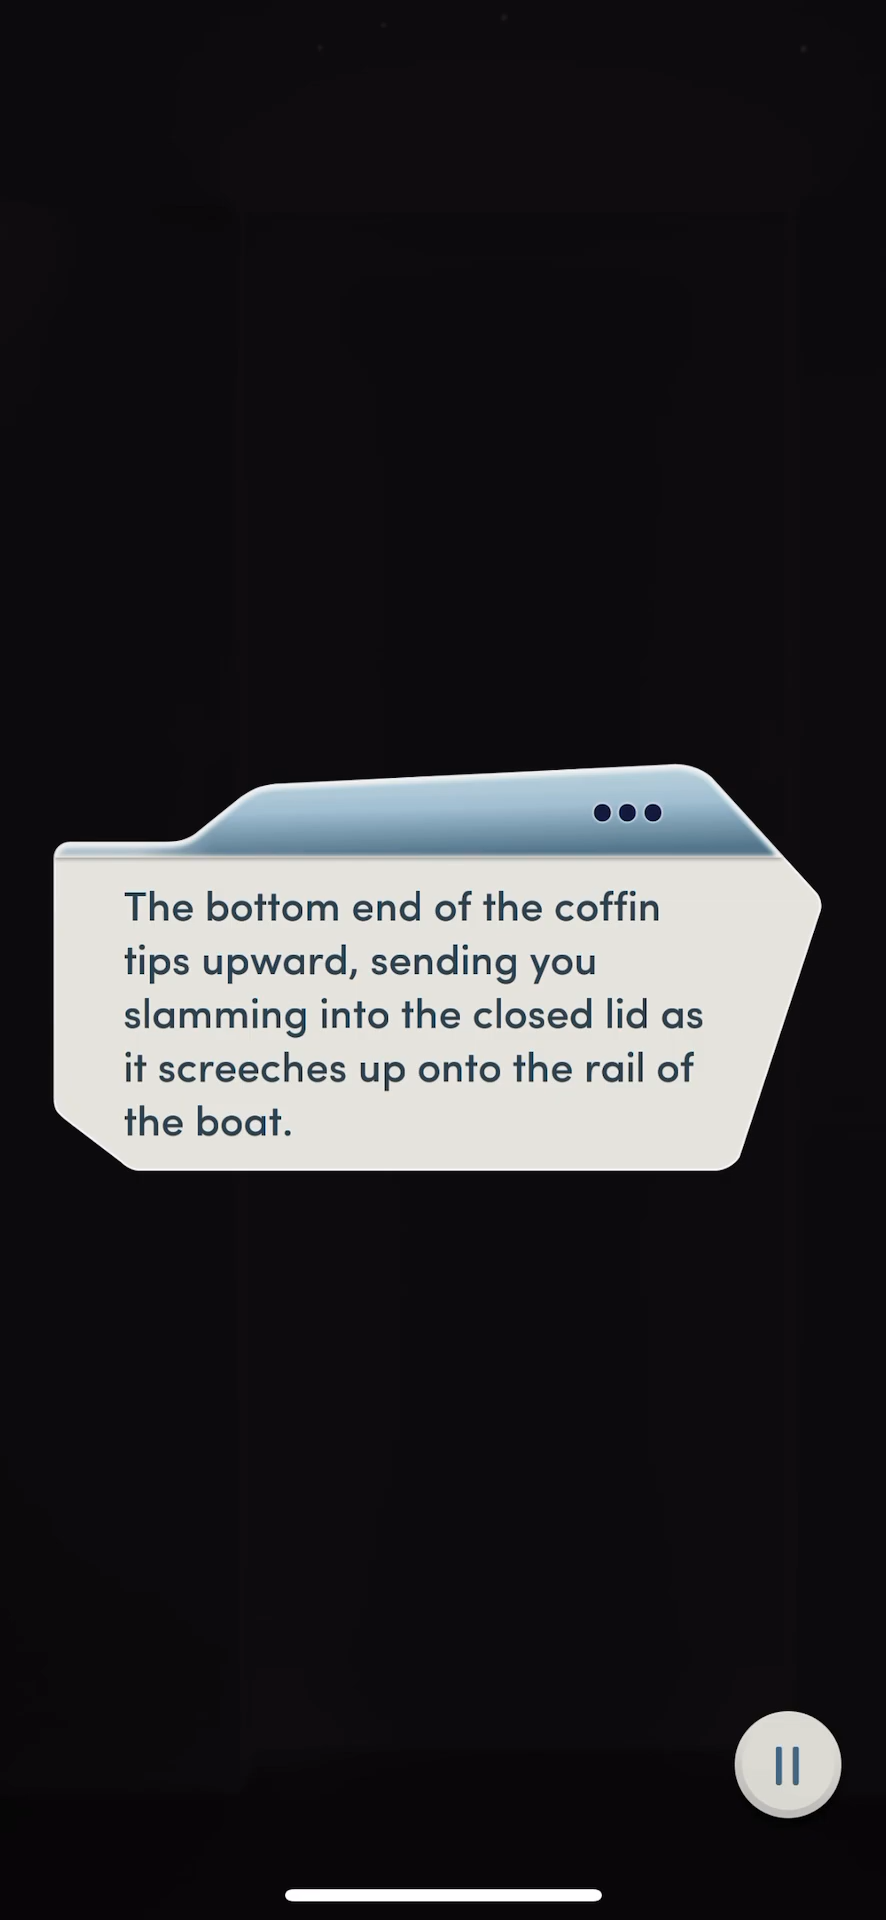 The bottom end of the coffin
tips upward, sending you
slamming into the closed lid as
it screeches up onto the rail of
the boat.